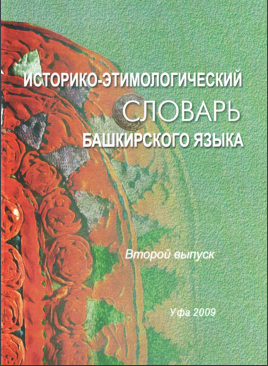 ИСТОРИКО-ЭТИМОЛОГИЧЕСКИЙ
СЛОВАРЬ
БАШКИРСКОГО ЯЗЫКА
Второй выпуск
Уфа 2009